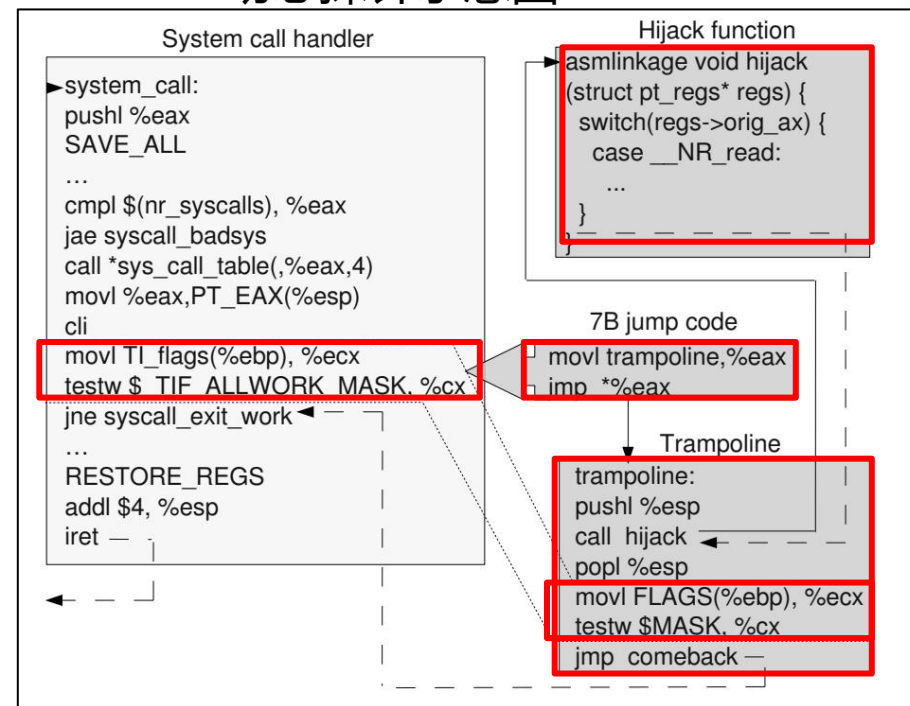 System call handler
system_call:
pushl %eax
SAVE_ALL
…
cmpl $(nr_syscalls), %eax
jae syscall_badsys
call *sys_call_table(,%eax,4)
movl %eax,PT_EAX(%esp)
cli
movl TI_flags(%ebp), %ecx
testw $_TIF_ALLWORK_MASK, %cx
jne syscall_exit_work
…
RESTORE_REGS
addl $4, %esp
iret
Hijack function
asmlinkage void hijack
(struct pt_regs* regs) {
switch(regs->orig_ax) {
case __NR_read:
...
}
}
7B jump code
movl trampoline,%eax
jmp *%eax
Trampoline
trampoline:
pushl %esp
call hijack
popl %esp
movl FLAGS(%ebp), %ecx
testw $MASK, %cx
jmp comeback